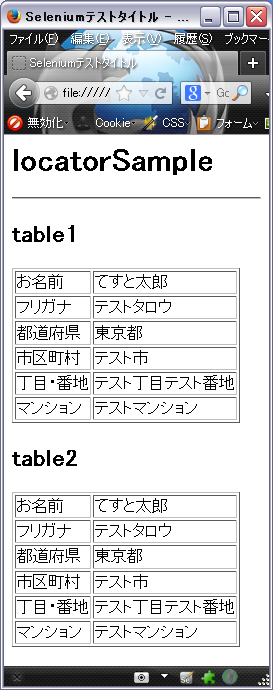 Seleniumテストタイトル - ...
ファイル(F) 編集(E) 表示(V) 履歴(S) ブックマー
Seleniumテストタイトル
file://///
無効化 Cookie CSS フォーム
locatorSample
table1
お名前 てすと太郎
フリガナ テストタロウ
都道府県 東京都
市区町村 テスト市
丁目・番地 テスト丁目テスト番地
マンション テストマンション
table2
お名前 てすと太郎
フリガナ テストタロウ
都道府県 東京都
市区町村 テスト市
丁目・番地 テスト丁目テスト番地
マンション テストマンション